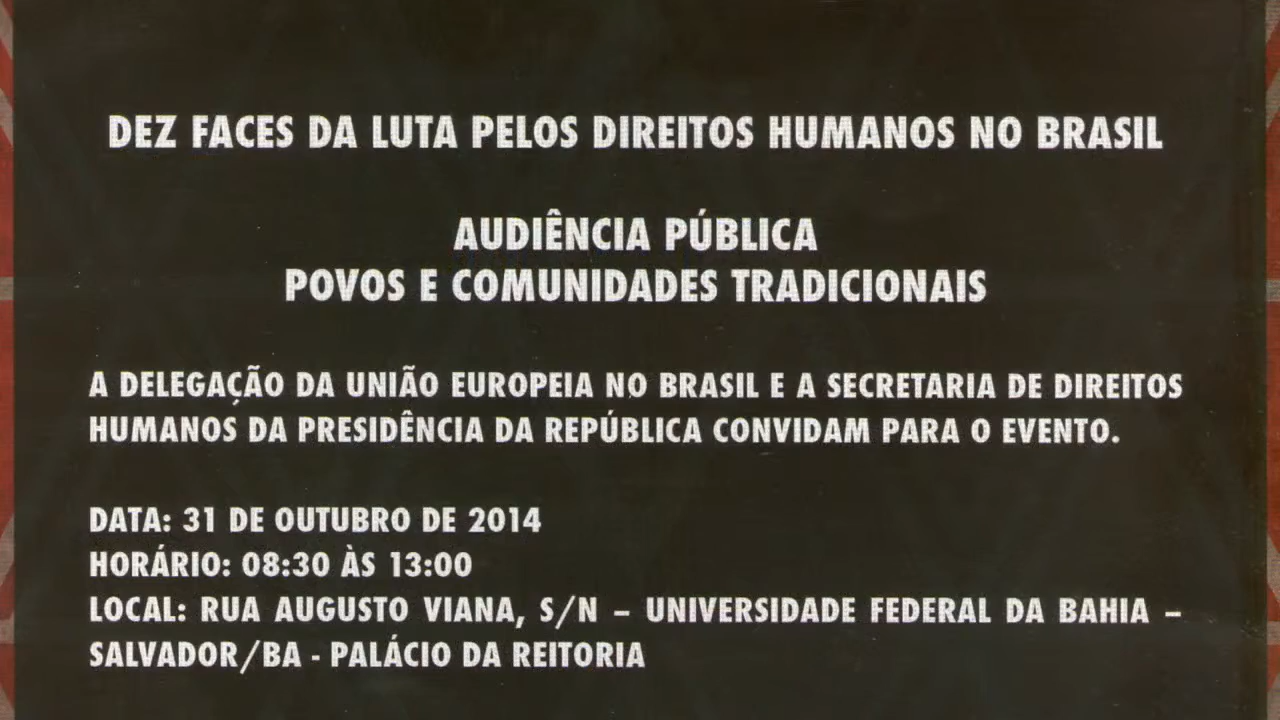 DEZ FACES DA LUTA PELOS DIREITOS HUMANOS NO BRASIL
AUDIÊNCIA PÚBLICA
POVOS E COMUNIDADES TRADICIONAIS
A DELEGAÇÃO DA UNIÃO EUROPEIA NO BRASIL E A SECRETARIA DE DIREITOS
HUMANOS DA PRESIDÊNCIA DA REPÚBLICA CONVIDAM PARA O EVENTO.
DATA: 31 DE OUTUBRO DE 2014
HORÁRIO: 08:30 ÀS 13:00
LOCAL: RUA AUGUSTO VIANA, S/N – UNIVERSIDADE FEDERAL DA BAHIA –
SALVADOR/BA - PALÁCIO DA REITORIA